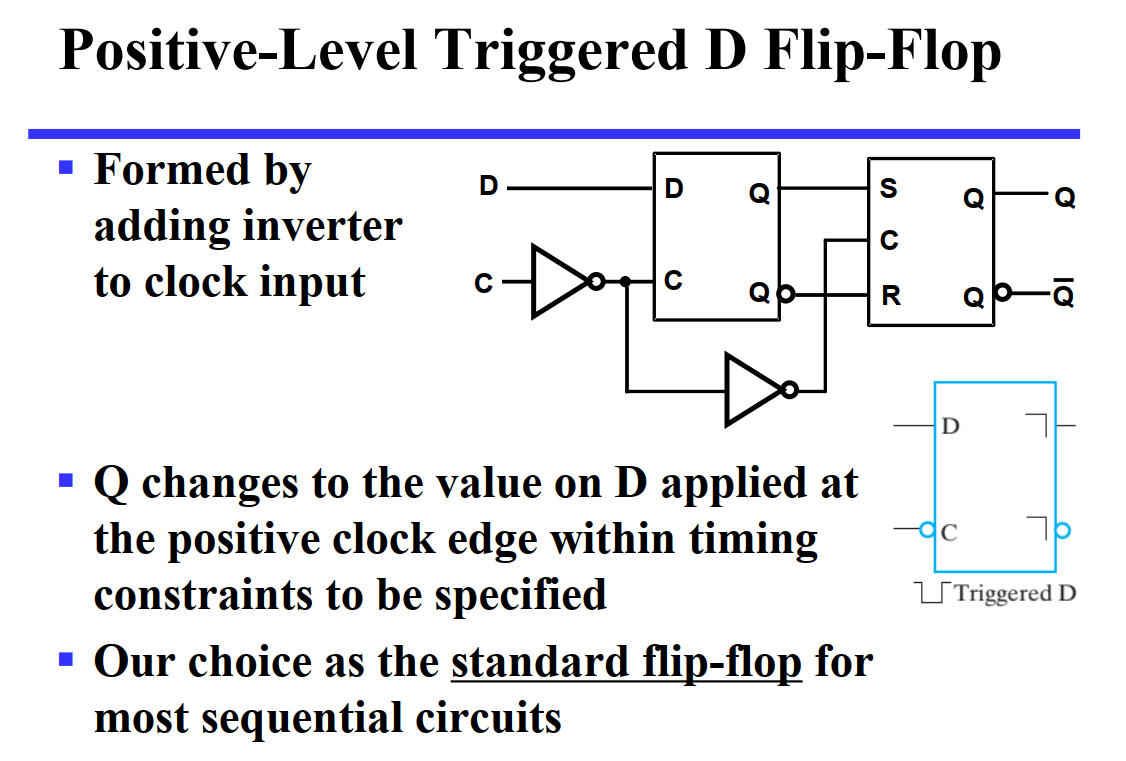 Positive-Level Triggered D Flip-Flop
▪ Formed by
adding inverter
to clock input
D
C
D Q
C Q
S Q
C
R Q
Q
Q̅
▪ Q changes to the value on D applied at
the positive clock edge within timing
constraints to be specified
D
C
Triggered D
▪ Our choice as the standard flip-flop for
most sequential circuits